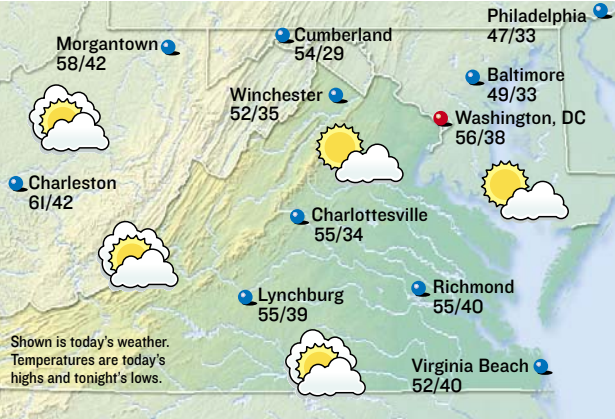 Philadelphia
47/33
Cumberland
54/29
Morgantown
58/42
Baltimore
49/33
Winchester
52/35
Washington, DC
56/38
Charleston
61/42
Charlottesville
55/34
Richmond
55/40
Lynchburg
55/39
Shown is today's weather.
Temperatures are today's
highs and tonight's lows.
Virginia Beach
52/40